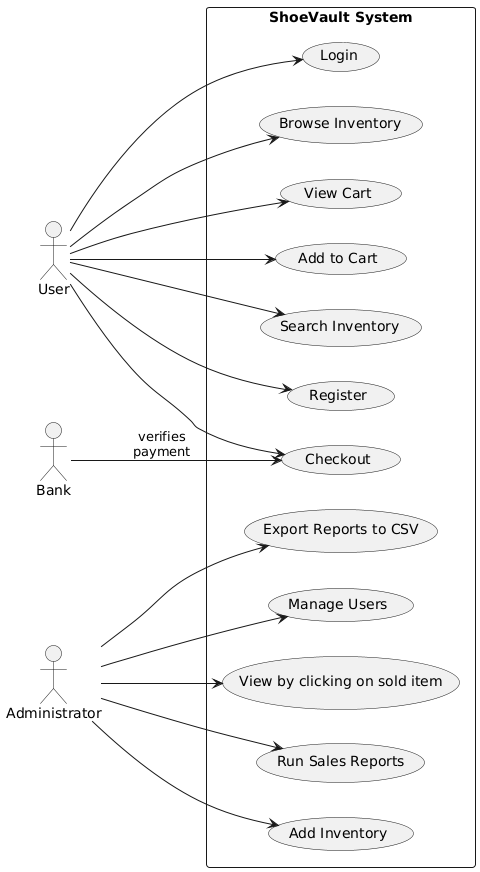 ShoeVault System
Login
Browse Inventory
View Cart
Add to Cart
User
Search Inventory
Register
verifies
payment
Checkout
Bank
Export Reports to CSV
Manage Users
View by clicking on sold item
Administrator
Run Sales Reports
Add Inventory